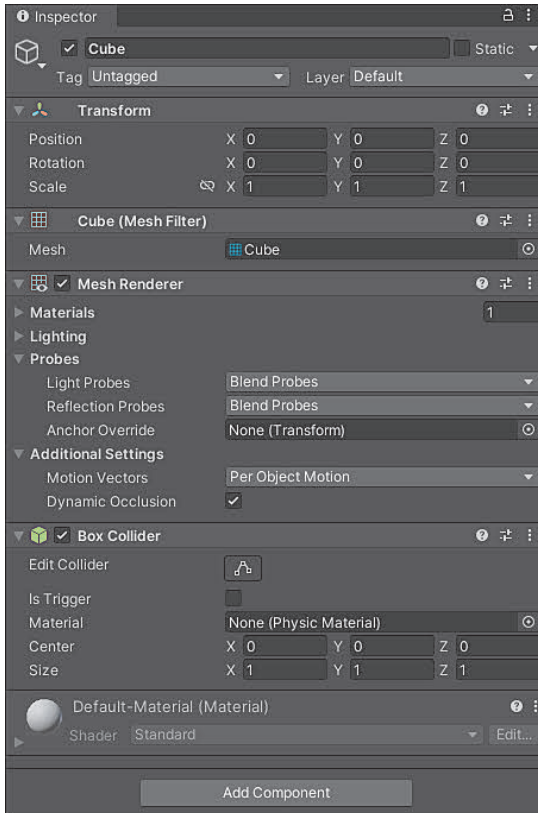 Inspector
Cube Static
Tag Untagged Layer Default
Transform
Position X 0 Y 0 Z 0
Rotation X 0 Y 0 Z 0
Scale X 1 Y 1 Z 1
Cube (Mesh Filter)
Mesh Cube
Mesh Renderer
Materials 1
Lighting
Probes
Light Probes Blend Probes
Reflection Probes Blend Probes
Anchor Override None (Transform)
Additional Settings
Motion Vectors Per Object Motion
Dynamic Occlusion
Box Collider
Edit Collider
Is Trigger
Material None (Physic Material)
Center X 0 Y 0 Z 0
Size X 1 Y 1 Z 1
Default-Material (Material)
Shader Standard Edit...
Add Component